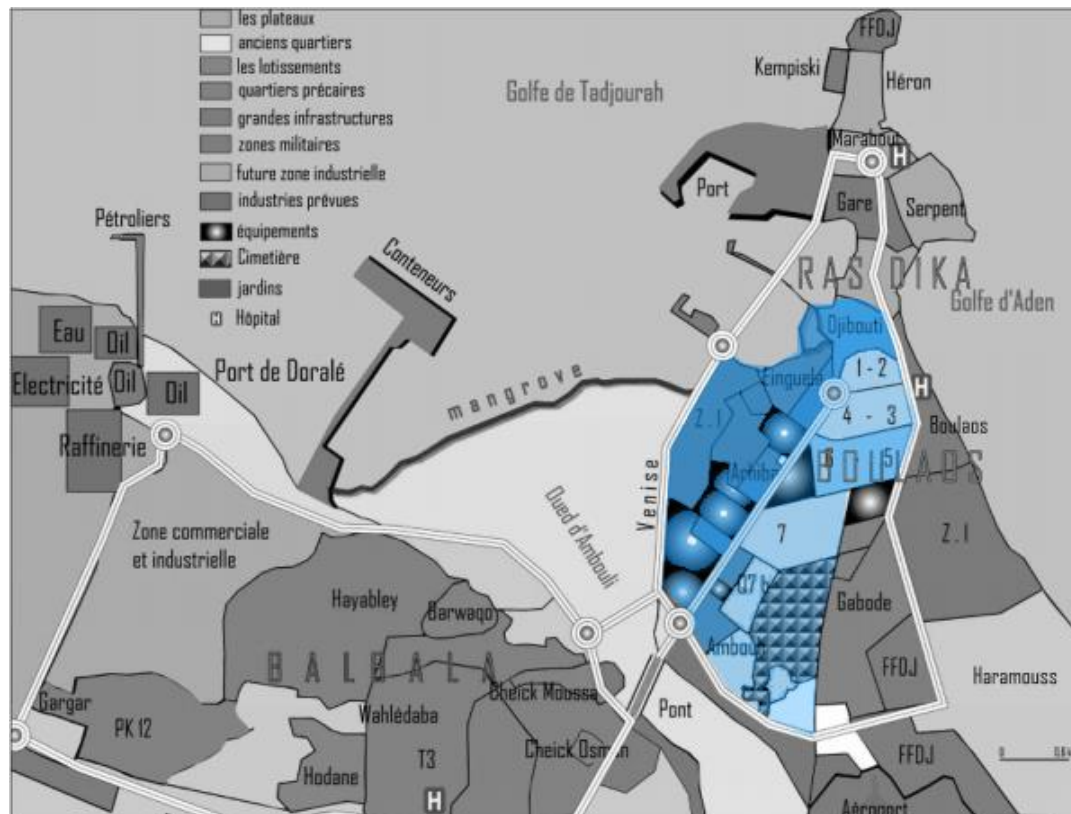 les plateaux
anciens quartiers
les lotissements
quartiers précaires
grandes infrastructures
zones militaires
future zone industrielle
industries prévues
équipements
Cimetière
jardins
H Hôpital
FFDJ
Kempiski
Héron
Golfe de Tadjourah
Marabout
H
Port
Gare
Serpent
Pétroliers
Conteneurs
RAS DIKA
Golfe d'Aden
Djibouti
Eau
Oil
Electricité
Oil
Oil
Port de Doralé
mangrove
Einguela
1 - 2
H
4 - 3
Z . I
Boulaos
Raffinerie
6
5
BOULAOS
Venise
Oued d'Ambouli
Zone commerciale
et industrielle
7
Z . I
Hayabley
Barwaqo
Gabode
BALBALA
FFDJ
Haramouss
Cheick Moussa
Gargar
PK 12
Wahlédaba
Pont
T3
Cheick Osman
Hodane
FFDJ
H
Aéroport